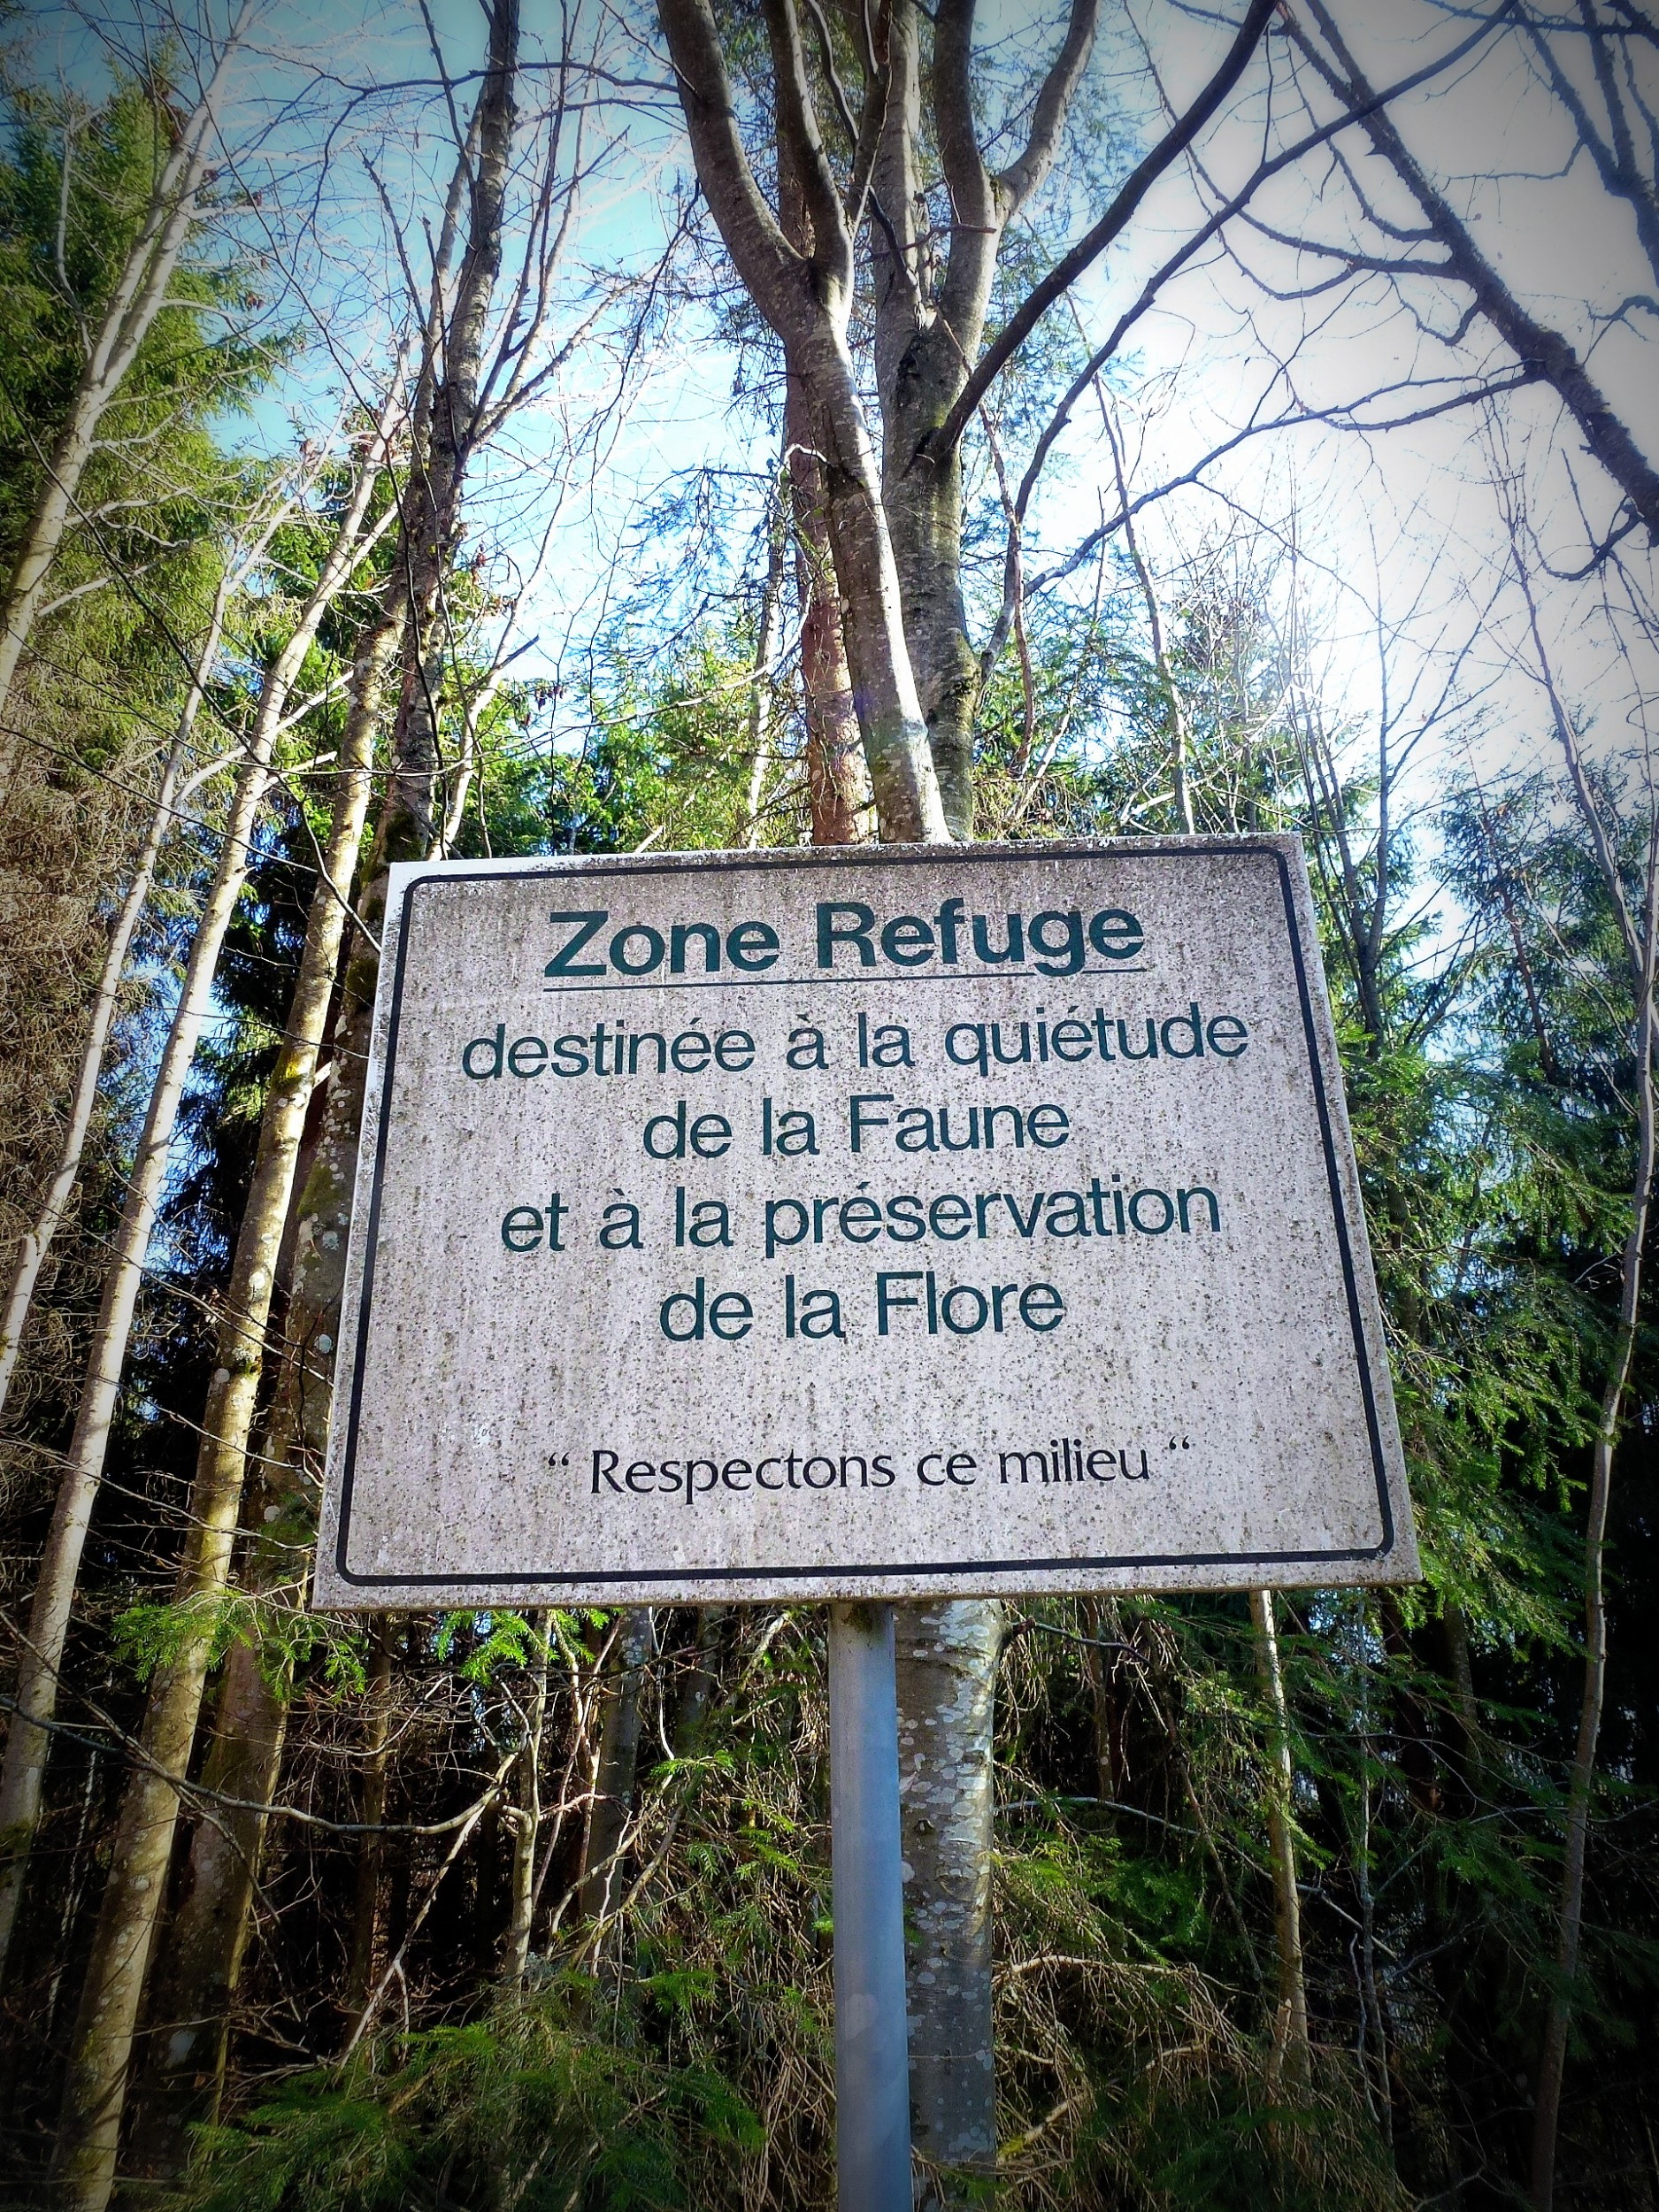 Zone Refuge
destinée à la quiétude
de la Faune
et à la préservation
de la Flore
“ Respectons ce milieu “